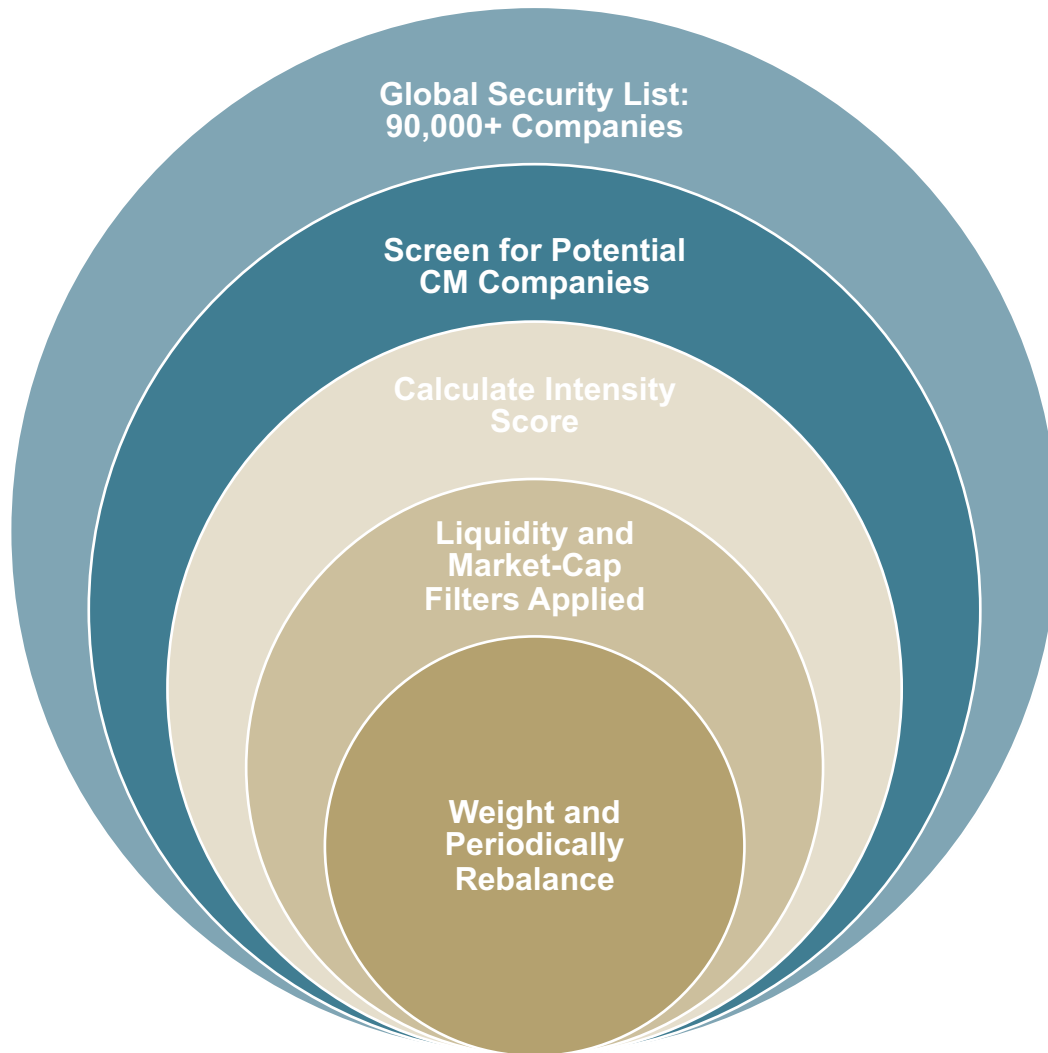 Global Security List:
90,000+ Companies
Screen for Potential
CM Companies
Calculate Intensity
Score
Liquidity and
Market-Cap
Filters Applied
Weight and
Periodically
Rebalance